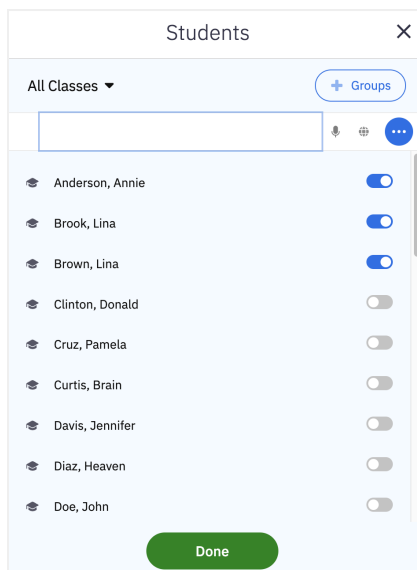 Students
All Classes
Groups
Anderson, Annie
Brook, Lina
Brown, Lina
Clinton, Donald
Cruz, Pamela
Curtis, Brain
Davis, Jennifer
Diaz, Heaven
Doe, John
Done